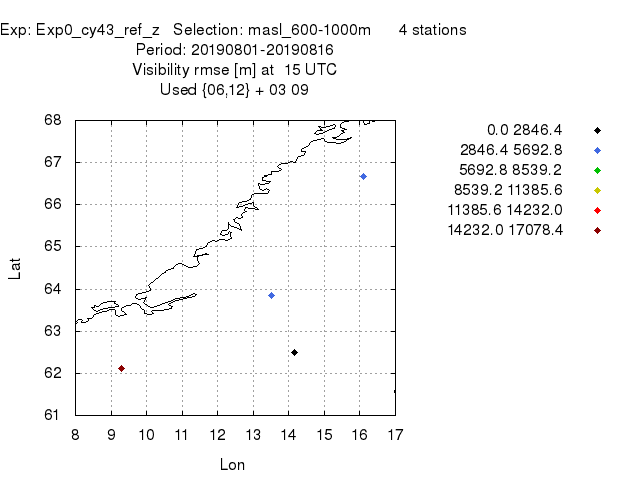 Exp: Exp0_cy43_ref_z Selection: masl_600-1000m 4 stations
Period: 20190801-20190816
Visibility rmse [m] at 15 UTC
Used {06,12} + 03 09
68
67
66
65
64
63
62
61
Lat
8 9 10 11 12 13 14 15 16 17
Lon
0.0 2846.4
2846.4 5692.8
5692.8 8539.2
8539.2 11385.6
11385.6 14232.0
14232.0 17078.4